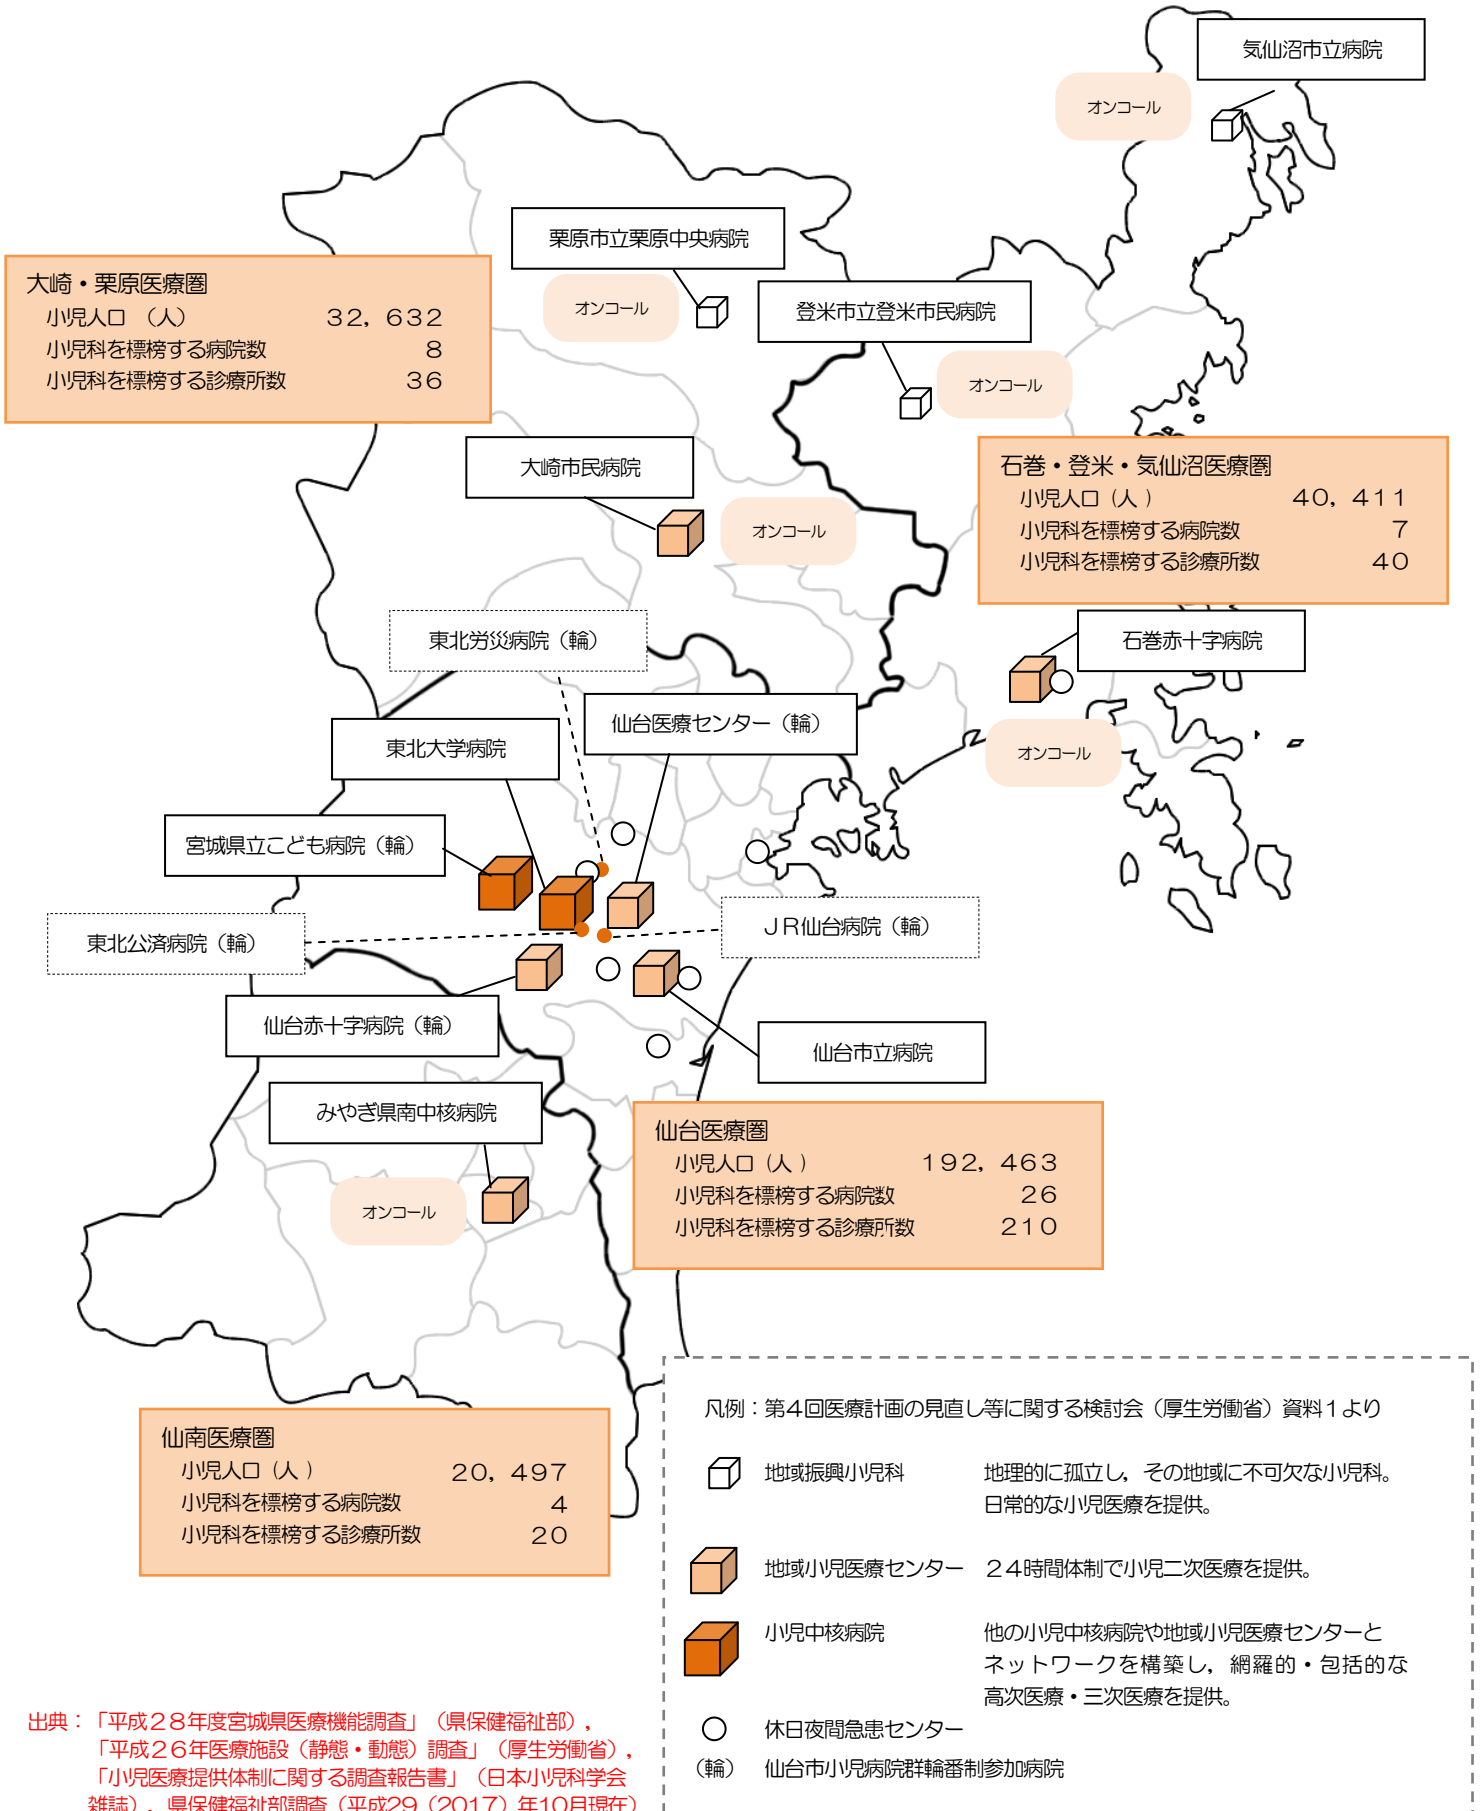 気仙沼市立病院
オンコール
栗原市立栗原中央病院
オンコール
登米市立登米市民病院
オンコール
大崎・栗原医療圏
小児人口 （人） 32，632
小児科を標榜する病院数 8
小児科を標榜する診療所数 36
大崎市民病院
オンコール
石巻・登米・気仙沼医療圏
小児人口（人 ） 40，411
小児科を標榜する病院数 7
小児科を標榜する診療所数 40
東北労災病院（輪）
石巻赤十字病院
オンコール
仙台医療センター（輪）
東北大学病院
宮城県立こども病院（輪）
東北公済病院（輪）
ＪＲ仙台病院（輪）
仙台赤十字病院（輪）
仙台市立病院
みやぎ県南中核病院
オンコール
仙台医療圏
小児人口（人 ） 192，463
小児科を標榜する病院数 26
小児科を標榜する診療所数 210
仙南医療圏
小児人口（人 ） 20，497
小児科を標榜する病院数 4
小児科を標榜する診療所数 20
凡例：第４回医療計画の見直し等に関する検討会（厚生労働省）資料１より
地域振興小児科 地理的に孤立し，その地域に不可欠な小児科。
日常的な小児医療を提供。
地域小児医療センター ２４時間体制で小児二次医療を提供。
小児中核病院 他の小児中核病院や地域小児医療センターと
ネットワークを構築し，網羅的・包括的な
高次医療・三次医療を提供。
休日夜間急患センター
（輪） 仙台市小児病院群輪番制参加病院
出典：「平成２８年度宮城県医療機能調査」（県保健福祉部），
「平成２６年医療施設（静態・動態）調査」（厚生労働省），
「小児医療提供体制に関する調査報告書」（日本小児科学会
雑誌），県保健福祉部調査（平成29（2017）年10月現在）